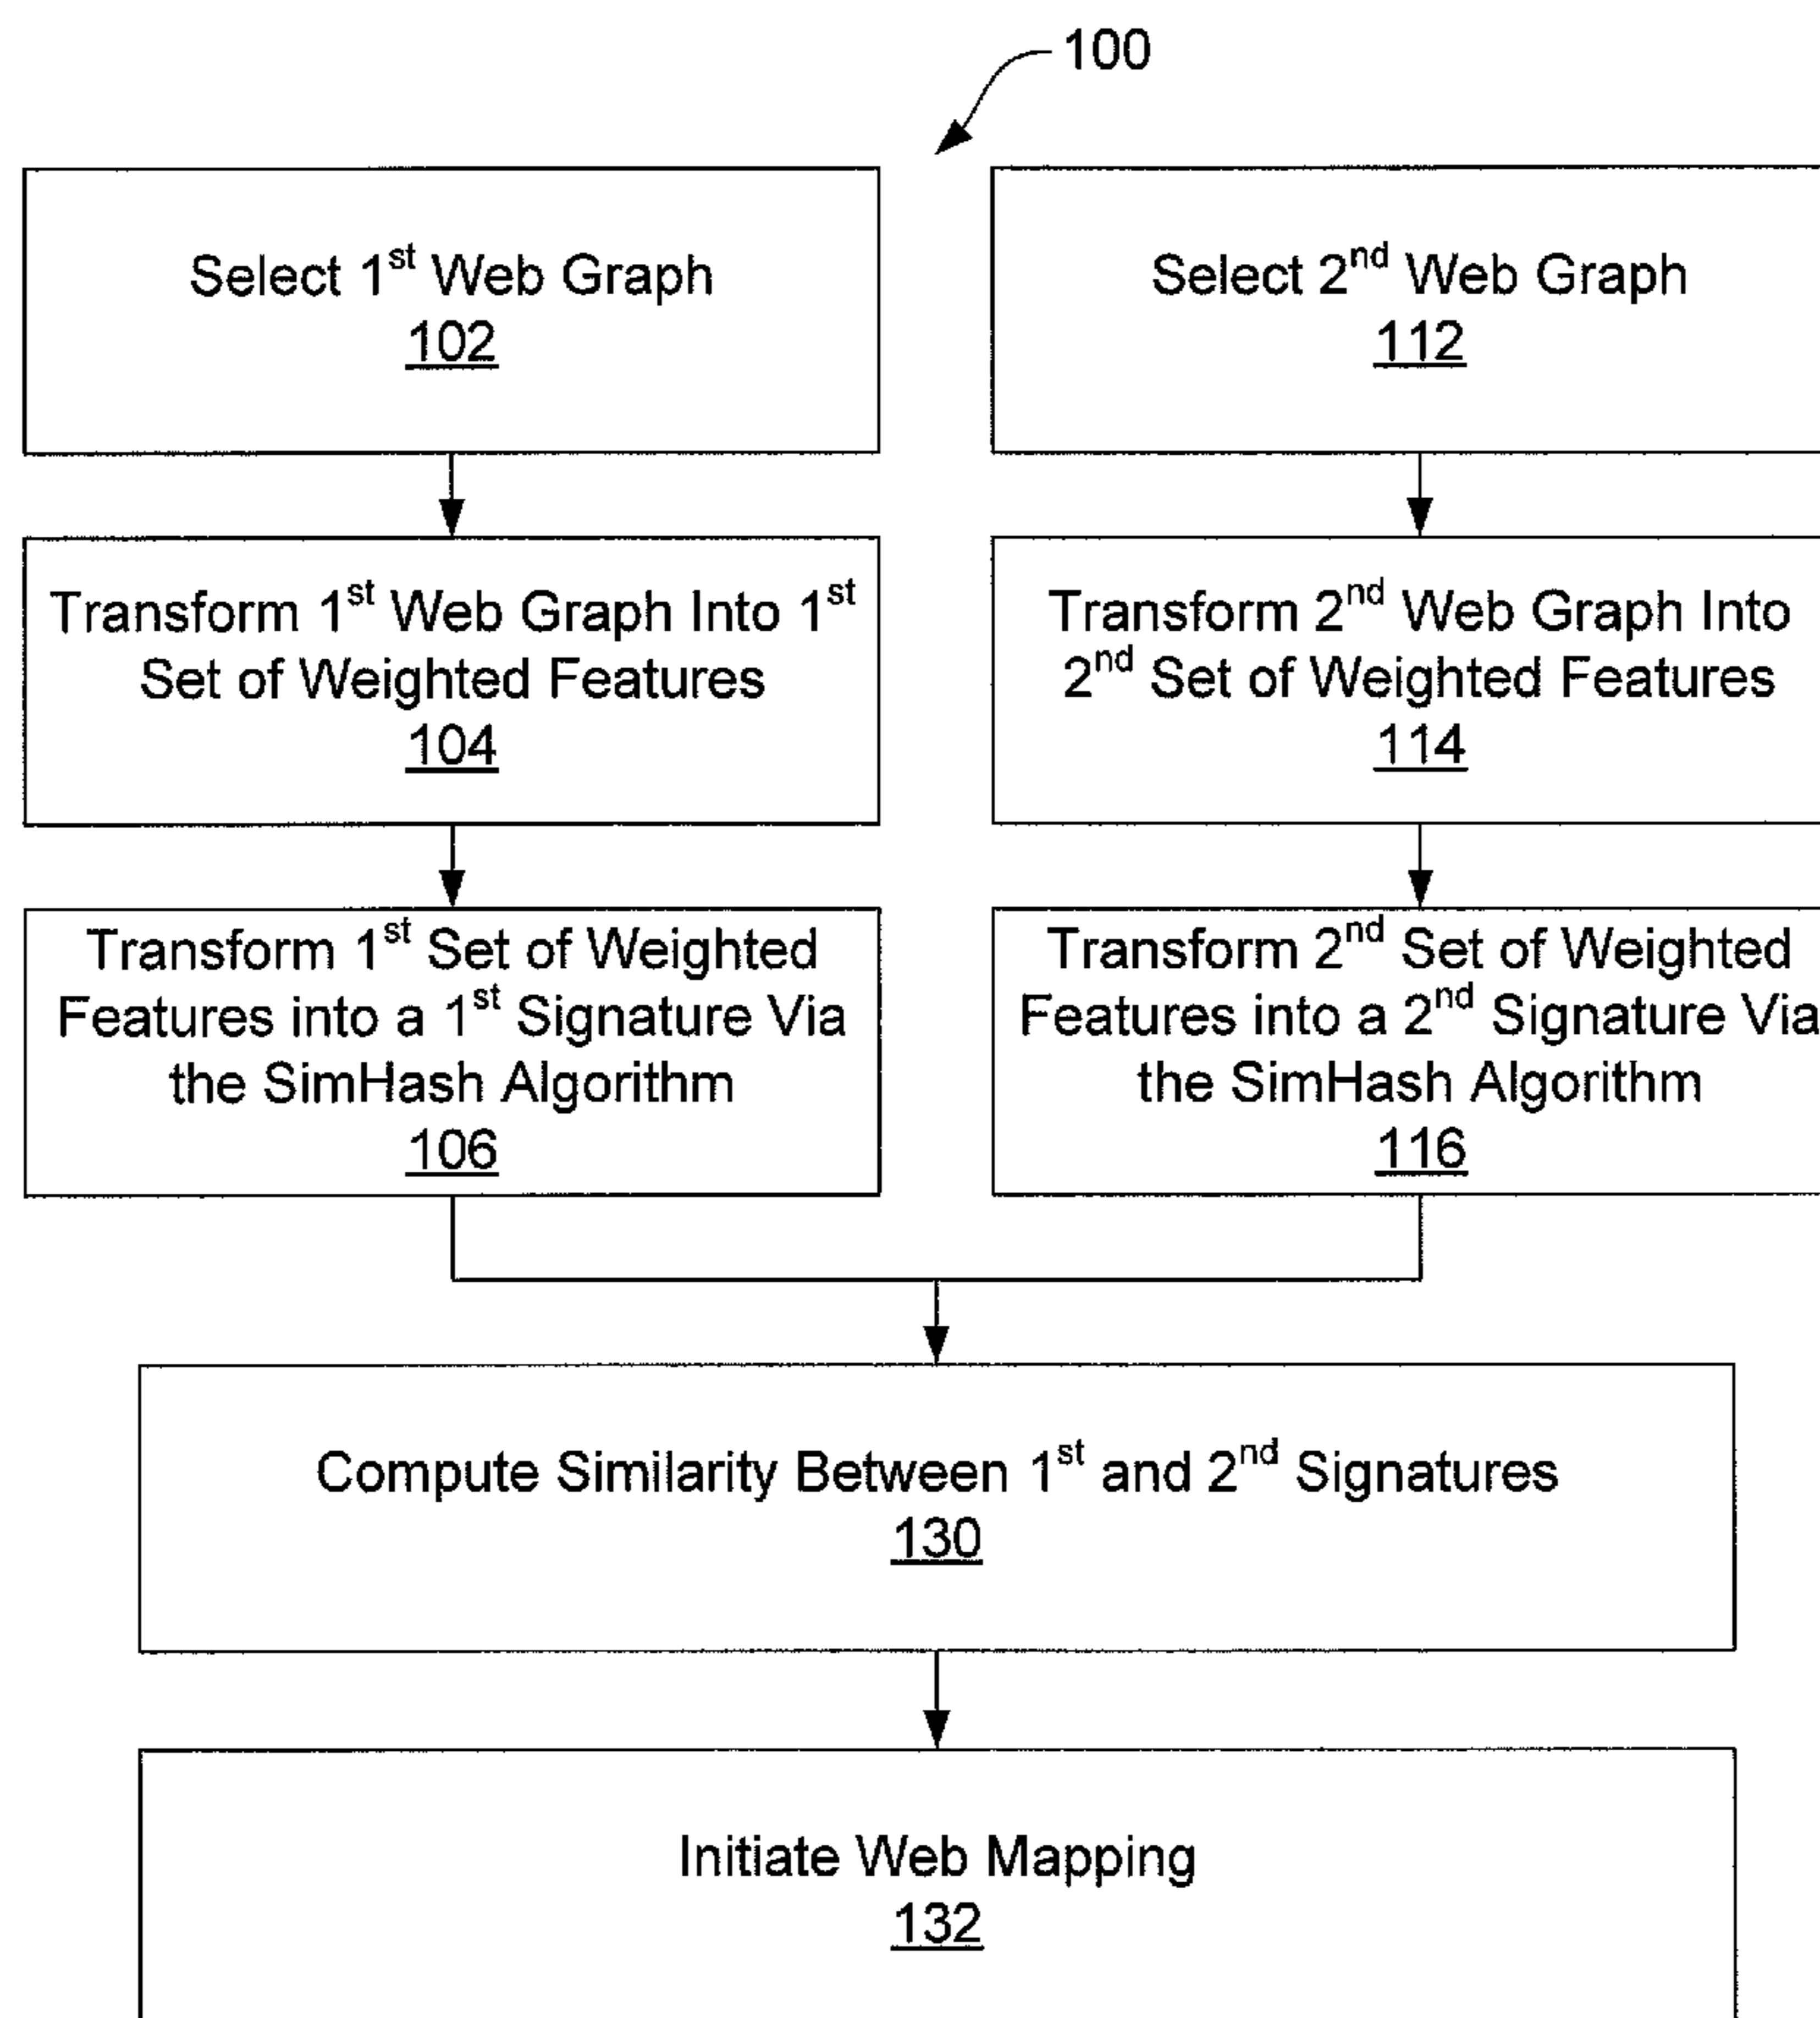 100
Select 1st Web Graph
102
Transform 1st Web Graph Into 1st
Set of Weighted Features
104
Transform 1st Set of Weighted
Features into a 1st Signature Via
the SimHash Algorithm
106
Select 2nd Web Graph
112
Transform 2nd Web Graph Into
2nd Set of Weighted Features
114
Transform 2nd Set of Weighted
Features into a 2nd Signature Via
the SimHash Algorithm
116
Compute Similarity Between 1st and 2nd Signatures
130
Initiate Web Mapping
132